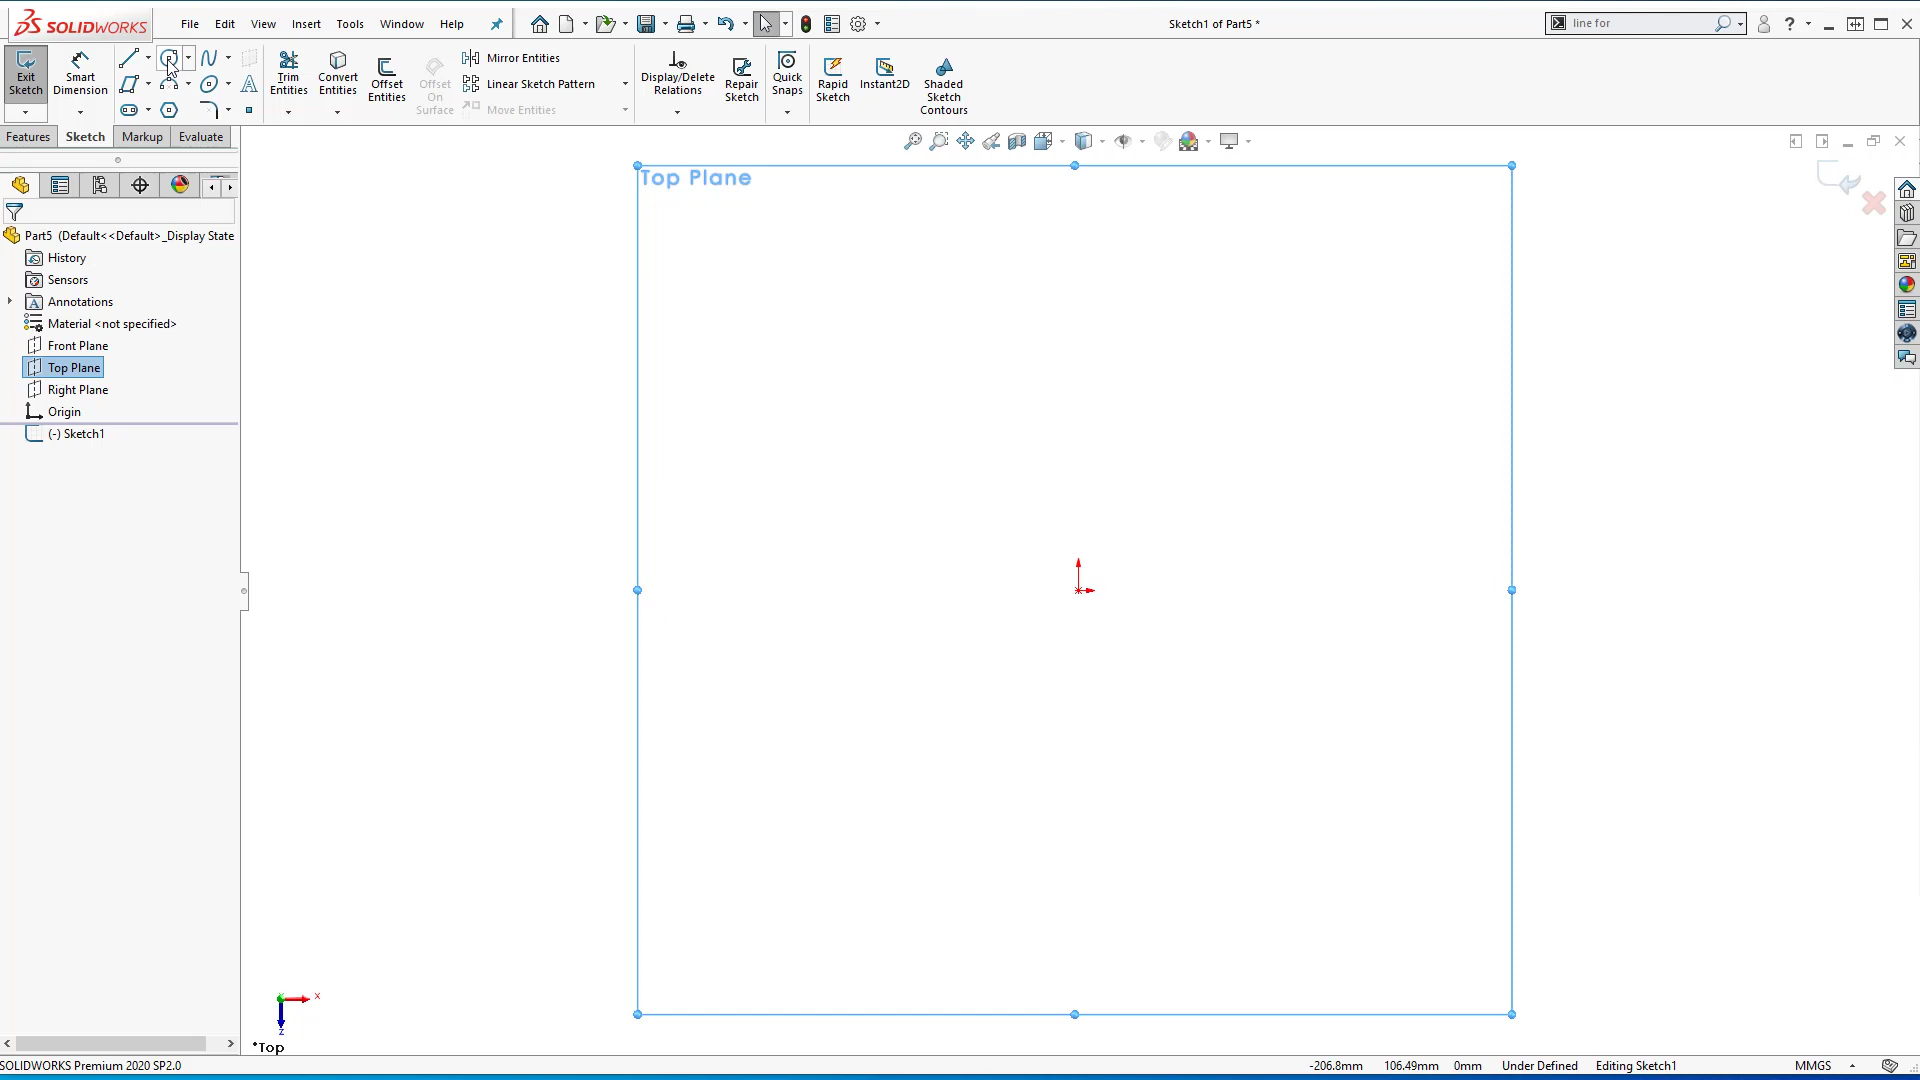 SOLIDWORKS
File
Edit
View
Insert
Tools
Window
Help
Sketch1 of Part5 *
line for
?
Exit
Sketch
Smart
Dimension
Trim
Entities
Convert
Entities
Offset
Entities
Offset
On
Surface
Mirror Entities
Linear Sketch Pattern
Move Entities
Display/Delete
Relations
Repair
Sketch
Quick
Snaps
Rapid
Sketch
Instant2D
Shaded
Sketch
Contours
Features
Sketch
Markup
Evaluate
Part5 (Default<<Default>_Display State
History
Sensors
Annotations
Material <not specified>
Front Plane
Top Plane
Right Plane
Origin
(-) Sketch1
Top Plane
X
Z
*Top
SOLIDWORKS Premium 2020 SP2.0
-206.8mm
106.49mm
0mm
Under Defined
Editing Sketch1
MMGS